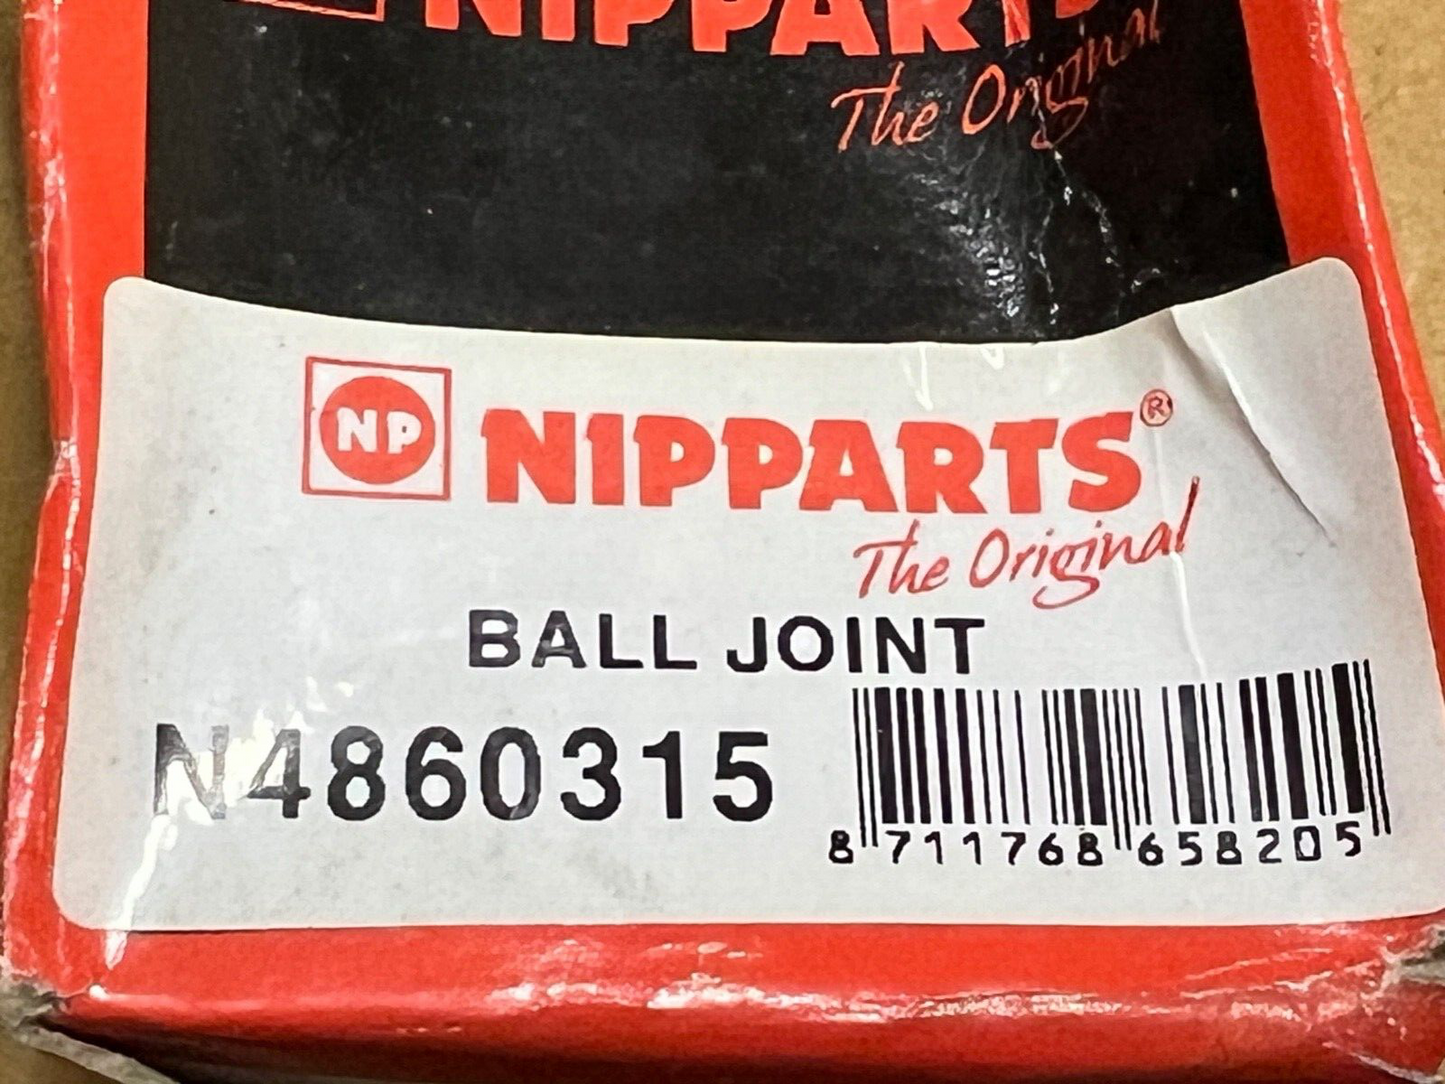 NIPPARTS
The Original
NP
NIPPARTS®
The Original
BALL JOINT
N4860315
8 711768 658205